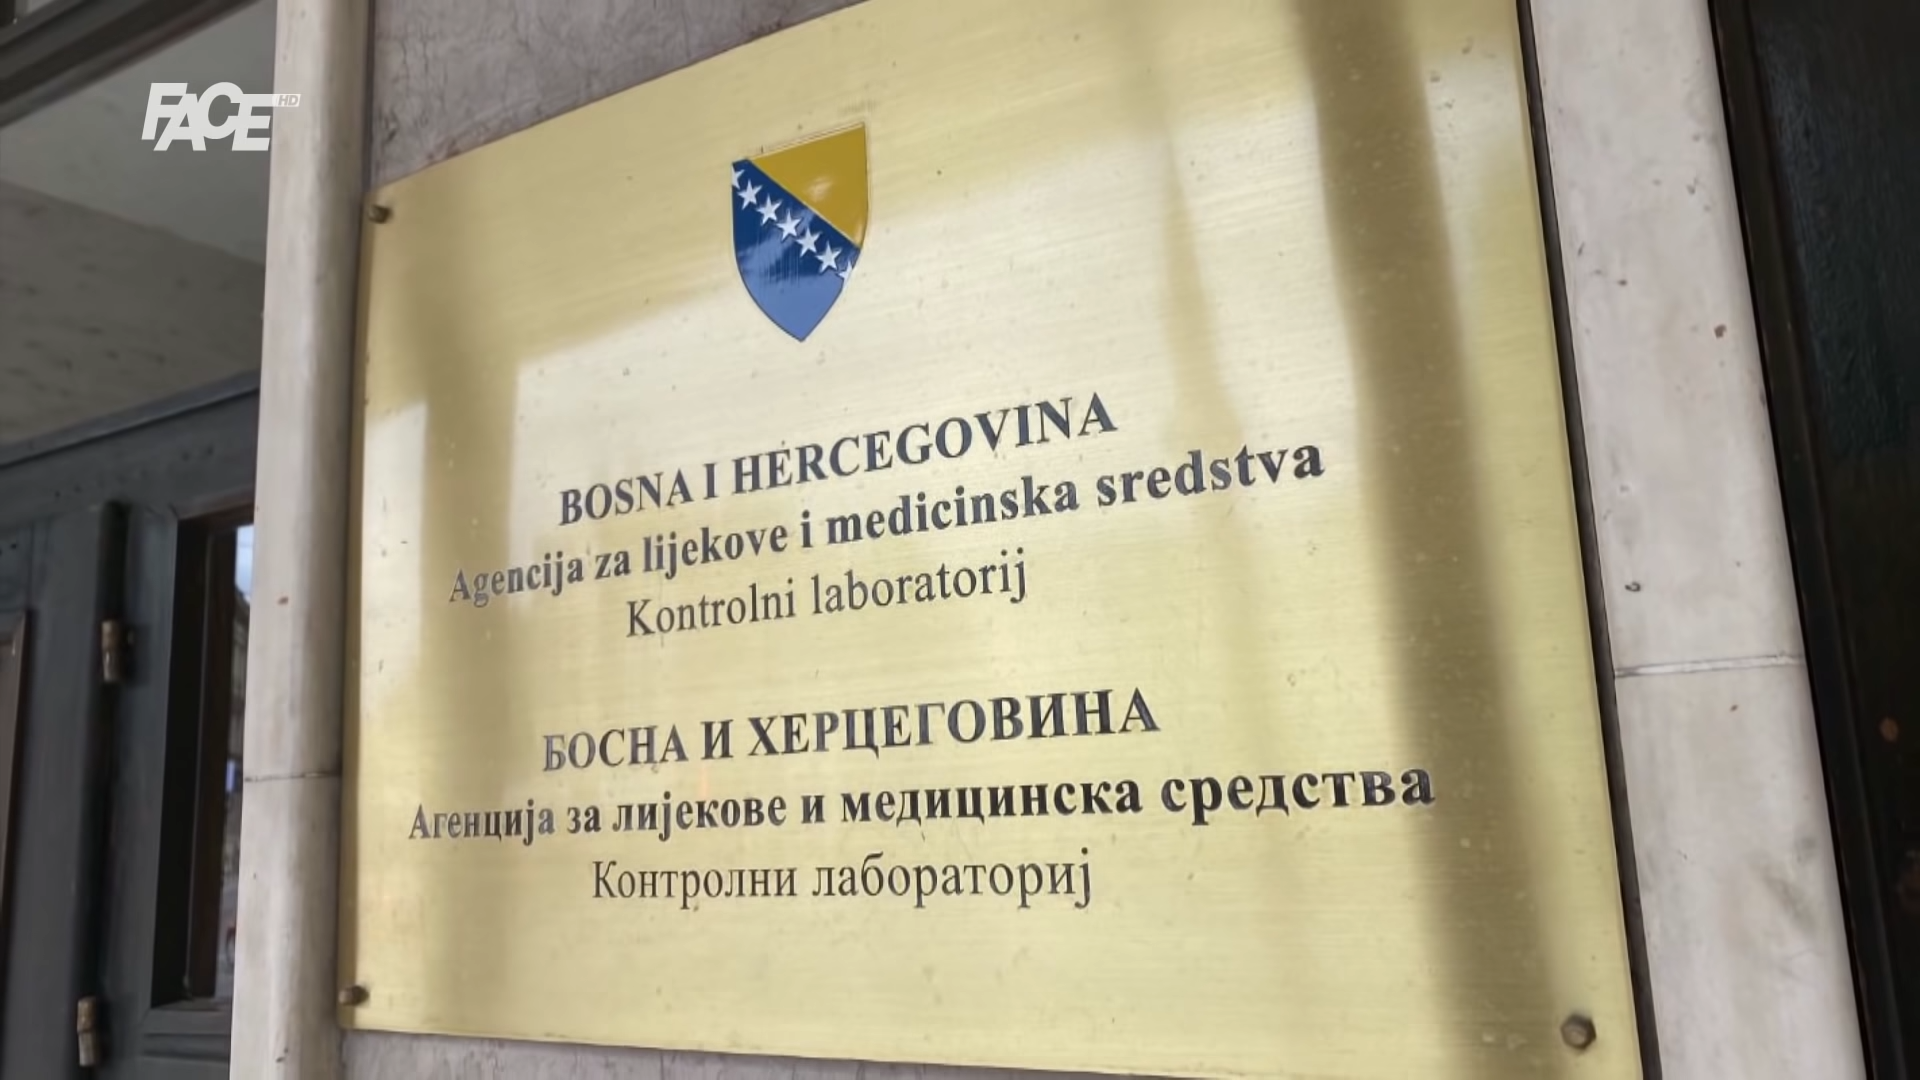 FACE HD
BOSNA I HERCEGOVINA
Agencija za lijekove i medicinska sredstva
Kontrolni laboratorij
БОСНА И ХЕРЦЕГОВИНА
Агенција за лијекове и медицинска средства
Контролни лабораториј